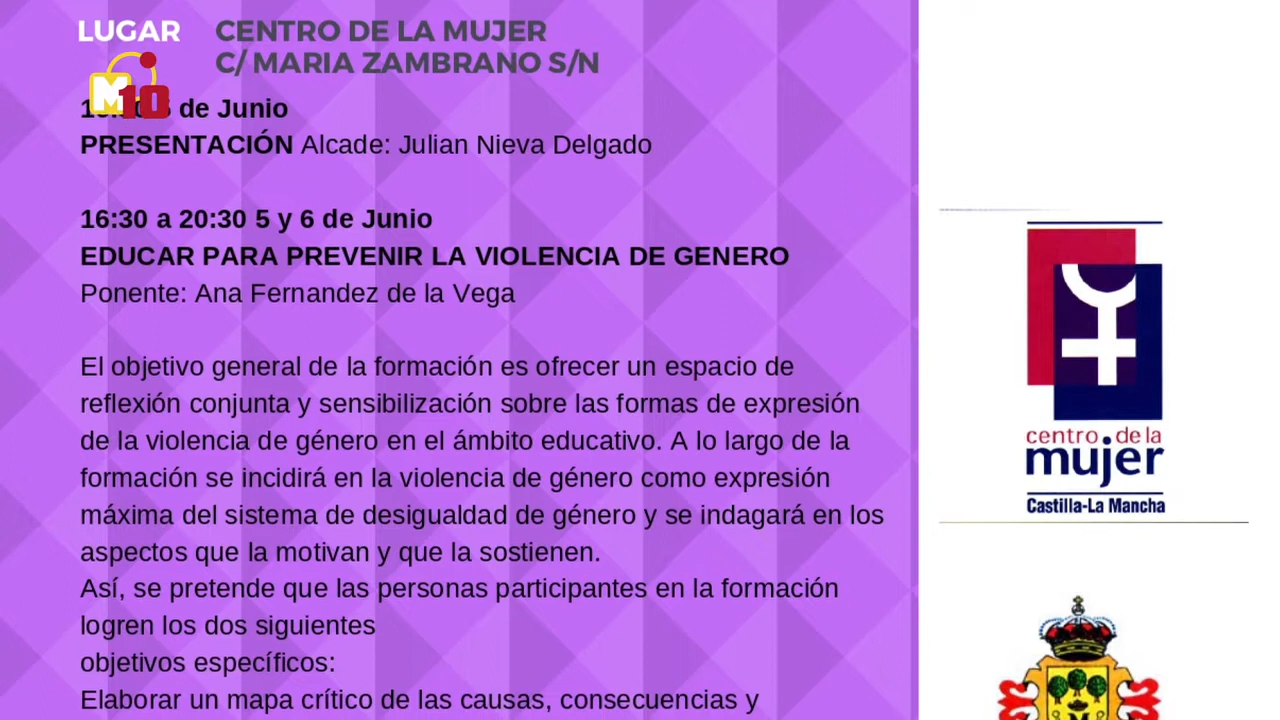 LUGAR CENTRO DE LA MUJER
C/ MARIA ZAMBRANO S/N
M10
de Junio
PRESENTACIÓN Alcade: Julian Nieva Delgado
16:30 a 20:30 5 y 6 de Junio
EDUCAR PARA PREVENIR LA VIOLENCIA DE GENERO
Ponente: Ana Fernandez de la Vega
El objetivo general de la formación es ofrecer un espacio de
reflexión conjunta y sensibilización sobre las formas de expresión
de la violencia de género en el ámbito educativo. A lo largo de la
formación se incidirá en la violencia de género como expresión
máxima del sistema de desigualdad de género y se indagará en los
aspectos que la motivan y que la sostienen.
Así, se pretende que las personas participantes en la formación
logren los dos siguientes
objetivos específicos:
Elaborar un mapa crítico de las causas, consecuencias y
centro de la
mujer
Castilla-La Mancha